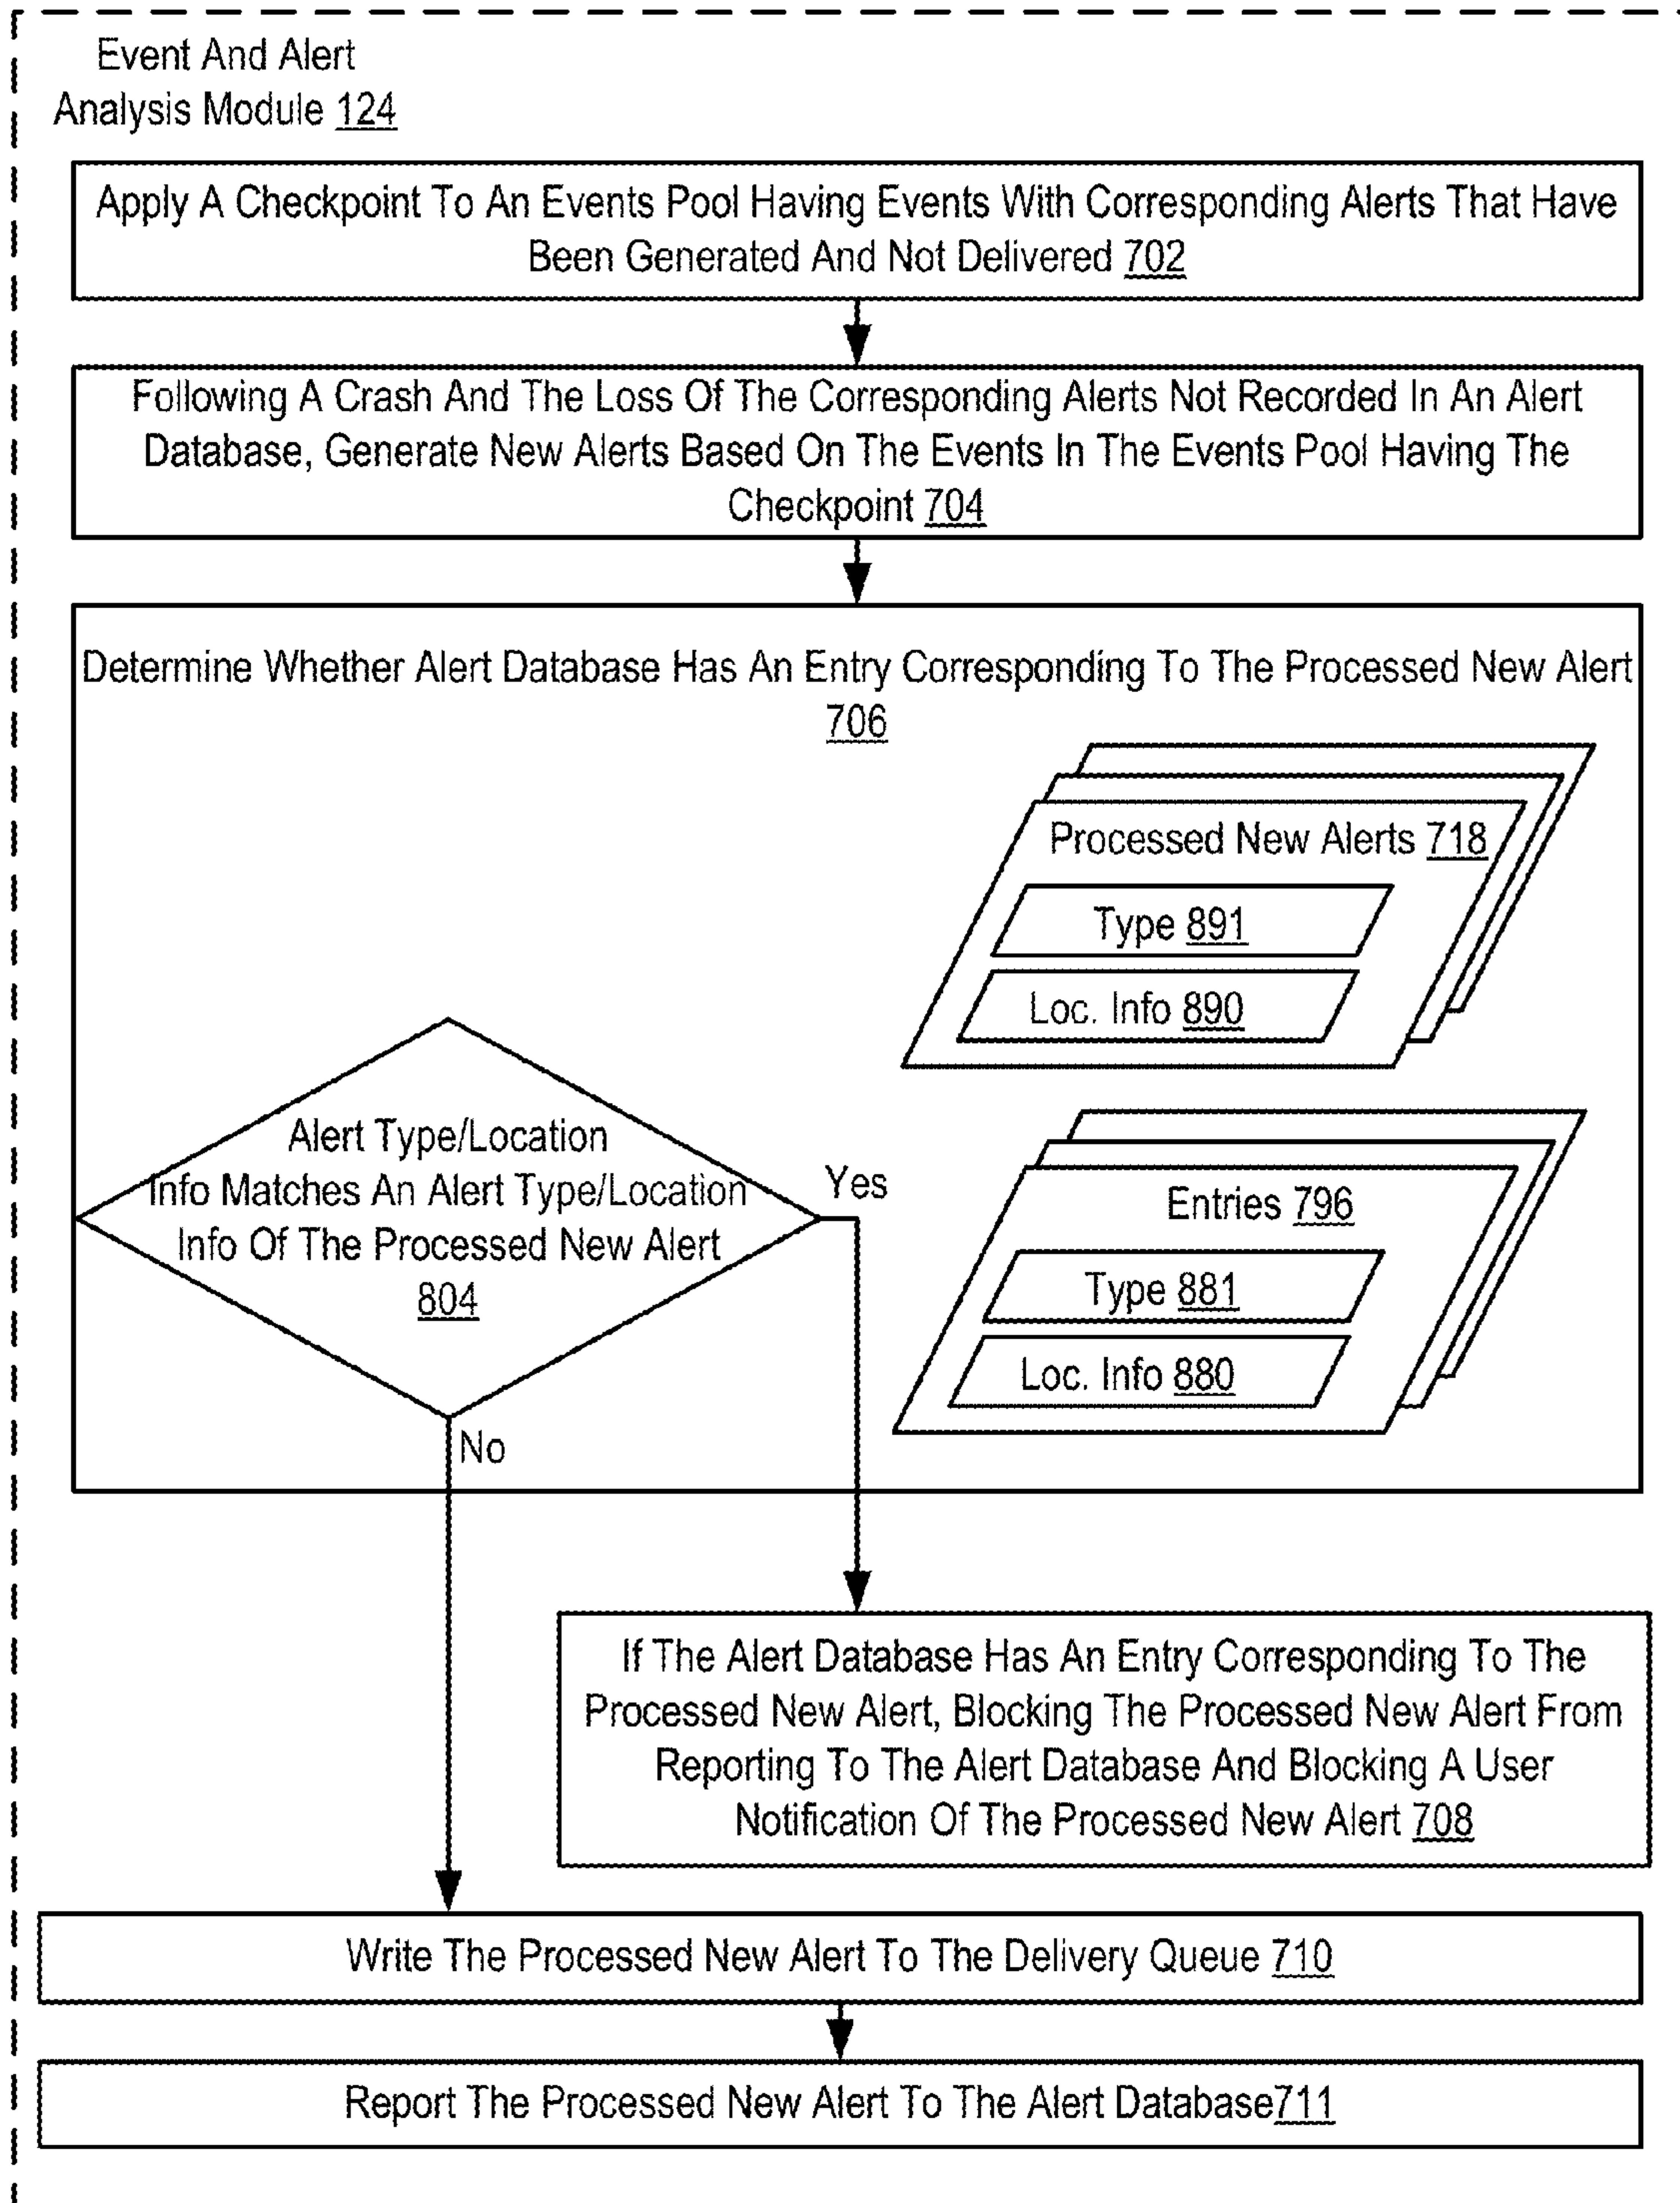 Event And Alert
Analysis Module 124
Apply A Checkpoint To An Events Pool Having Events With Corresponding Alerts That Have
Been Generated And Not Delivered 702
Following A Crash And The Loss Of The Corresponding Alerts Not Recorded In An Alert
Database, Generate New Alerts Based On The Events In The Events Pool Having The
Checkpoint 704
Determine Whether Alert Database Has An Entry Corresponding To The Processed New Alert
706
Processed New Alerts 718
Type 891
Loc. Info 890
Alert Type/Location
Info Matches An Alert Type/Location
Info Of The Processed New Alert
804
Yes
No
Entries 796
Type 881
Loc. Info 880
If The Alert Database Has An Entry Corresponding To The
Processed New Alert, Blocking The Processed New Alert From
Reporting To The Alert Database And Blocking A User
Notification Of The Processed New Alert 708
Write The Processed New Alert To The Delivery Queue 710
Report The Processed New Alert To The Alert Database711